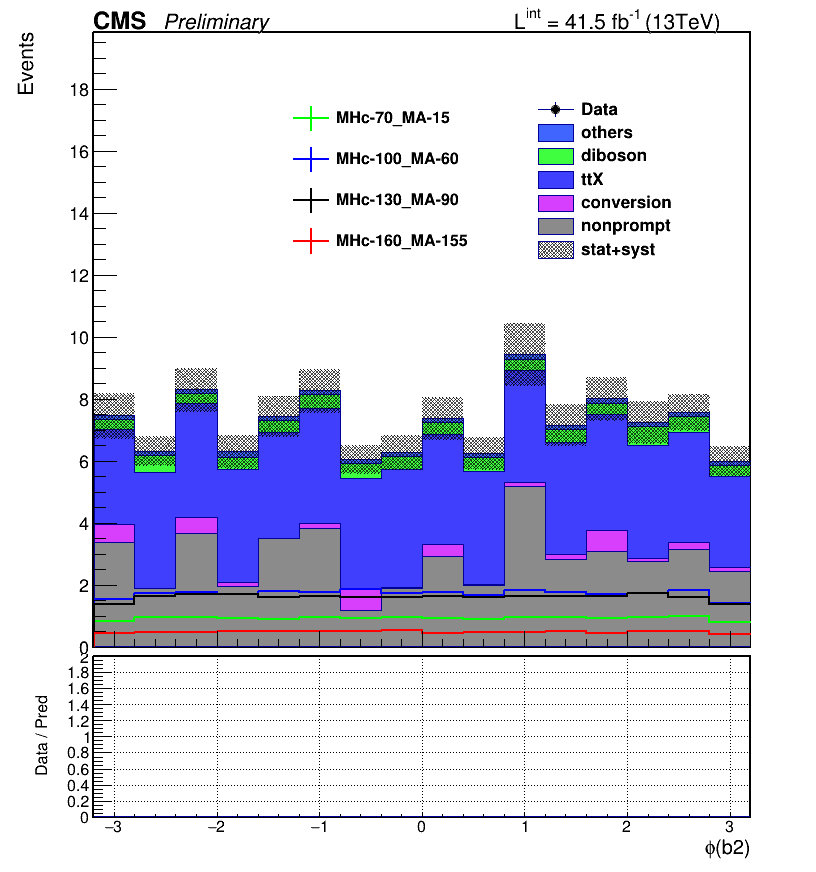 CMS Preliminary L^int = 41.5 fb^-1 (13TeV)
Events
18
16
14
12
10
8
6
4
2
0
MHc-70_MA-15
MHc-100_MA-60
MHc-130_MA-90
MHc-160_MA-155
Data
others
diboson
ttX
conversion
nonprompt
stat+syst
Data / Pred
2
1.8
1.6
1.4
1.2
1
0.8
0.6
0.4
0.2
0
−3 −2 −1 0 1 2 3
ϕ(b2)